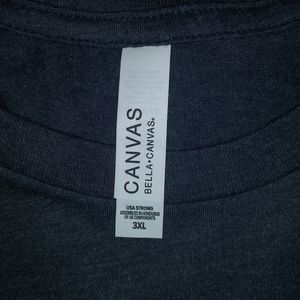 CANVAS
BELLA+CANVAS®
USA STRONG
ASSEMBLED IN HONDURAS
OF US COMPONENTS
3XL